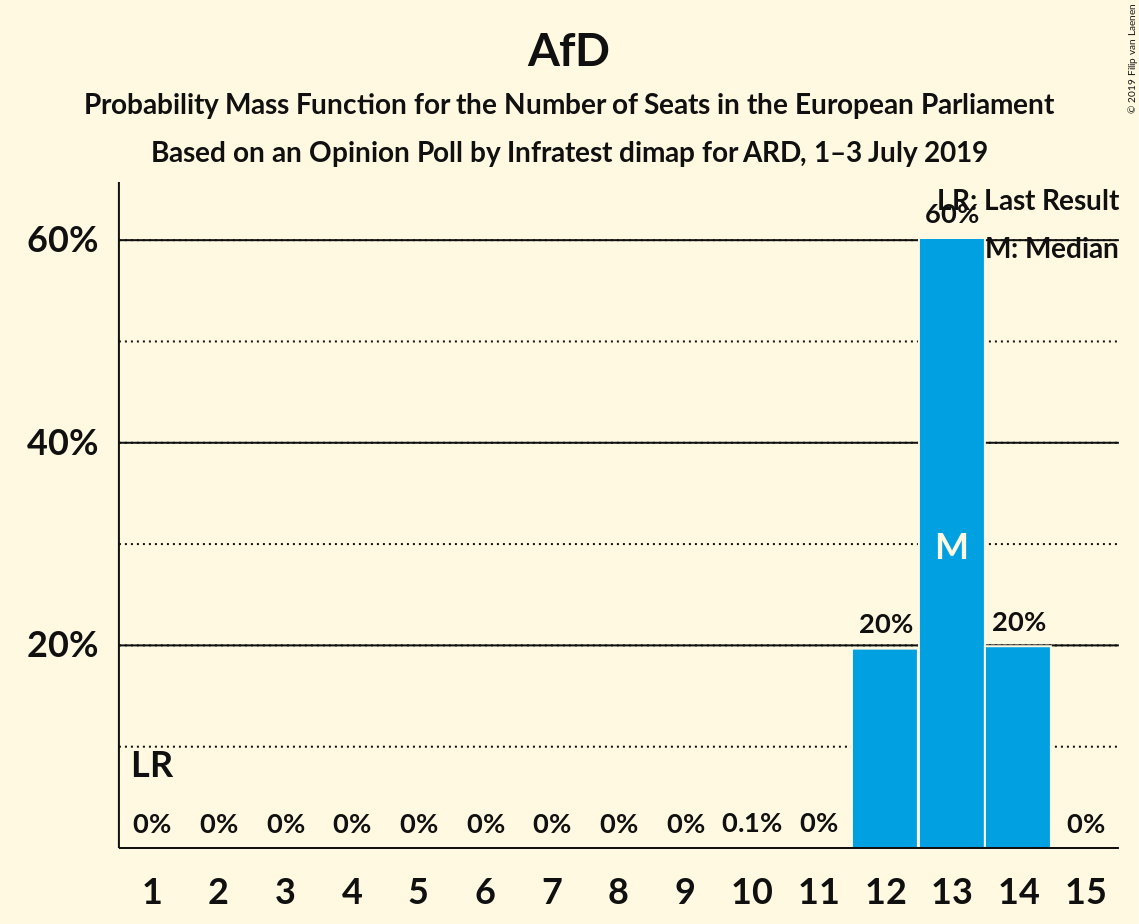 AfD
Probability Mass Function for the Number of Seats in the European Parliament
Based on an Opinion Poll by Infratest dimap for ARD, 1–3 July 2019
© 2019 Filip van Laenen
LR: Last Result
M: Median
60%
60%
40%
20%
M
20%
20%
LR
0% 0% 0% 0% 0% 0% 0% 0% 0% 0.1% 0% 0%
1 2 3 4 5 6 7 8 9 10 11 12 13 14 15